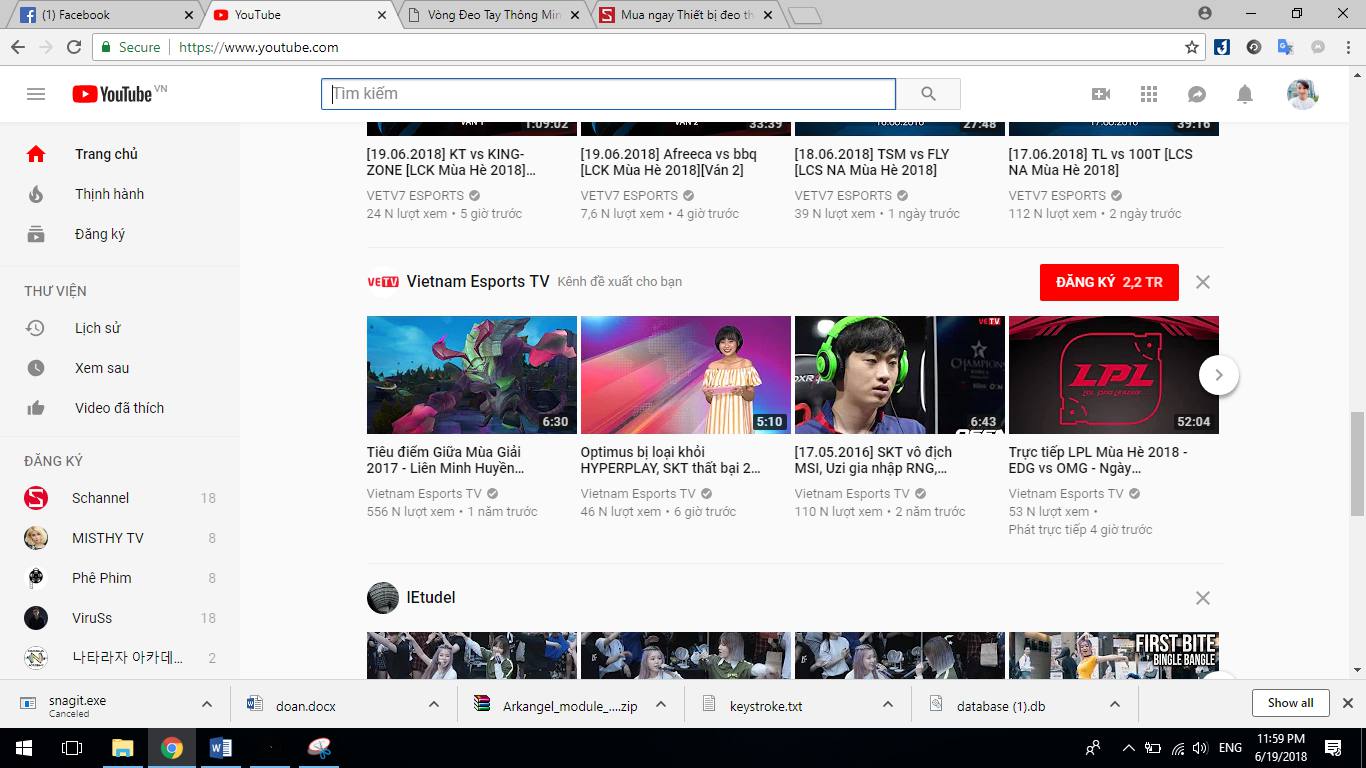 (1) Facebook
YouTube
Vòng Đeo Tay Thông Min
Mua ngay Thiết bị đeo th
Secure
https://www.youtube.com
YouTube VN
Tìm kiếm
Trang chủ
Thịnh hành
Đăng ký
THƯ VIỆN
Lịch sử
Xem sau
Video đã thích
ĐĂNG KÝ
Schannel 18
MISTHY TV 8
Phê Phim 8
ViruSs 18
나타라자 아카데... 2
1:09:02
33:39
27:48
39:16
[19.06.2018] KT vs KING-
ZONE [LCK Mùa Hè 2018]...
VETV7 ESPORTS
24 N lượt xem • 5 giờ trước
[19.06.2018] Afreeca vs bbq
[LCK Mùa Hè 2018][Ván 2]
VETV7 ESPORTS
7,6 N lượt xem • 4 giờ trước
[18.06.2018] TSM vs FLY
[LCS NA Mùa Hè 2018]
VETV7 ESPORTS
39 N lượt xem • 1 ngày trước
[17.06.2018] TL vs 100T [LCS
NA Mùa Hè 2018]
VETV7 ESPORTS
112 N lượt xem • 2 ngày trước
VETV
Vietnam Esports TV Kênh đề xuất cho bạn
ĐĂNG KÝ 2,2 TR
6:30
5:10
VETV
CHAMPION
6:43
LPL
52:04
Tiêu điểm Giữa Mùa Giải
2017 - Liên Minh Huyền...
Vietnam Esports TV
556 N lượt xem • 1 năm trước
Optimus bị loại khỏi
HYPERPLAY, SKT thất bại 2...
Vietnam Esports TV
46 N lượt xem • 6 giờ trước
[17.05.2016] SKT vô địch
MSI, Uzi gia nhập RNG,...
Vietnam Esports TV
110 N lượt xem • 2 năm trước
Trực tiếp LPL Mùa Hè 2018 -
EDG vs OMG - Ngày...
Vietnam Esports TV
53 N lượt xem •
Phát trực tiếp 4 giờ trước
IEtudel
FIRST BITE
BINGLE BANGLE
snagit.exe
Canceled
doan.docx
Arkangel_module_....zip
keystroke.txt
database (1).db
Show all
ENG
11:59 PM
6/19/2018